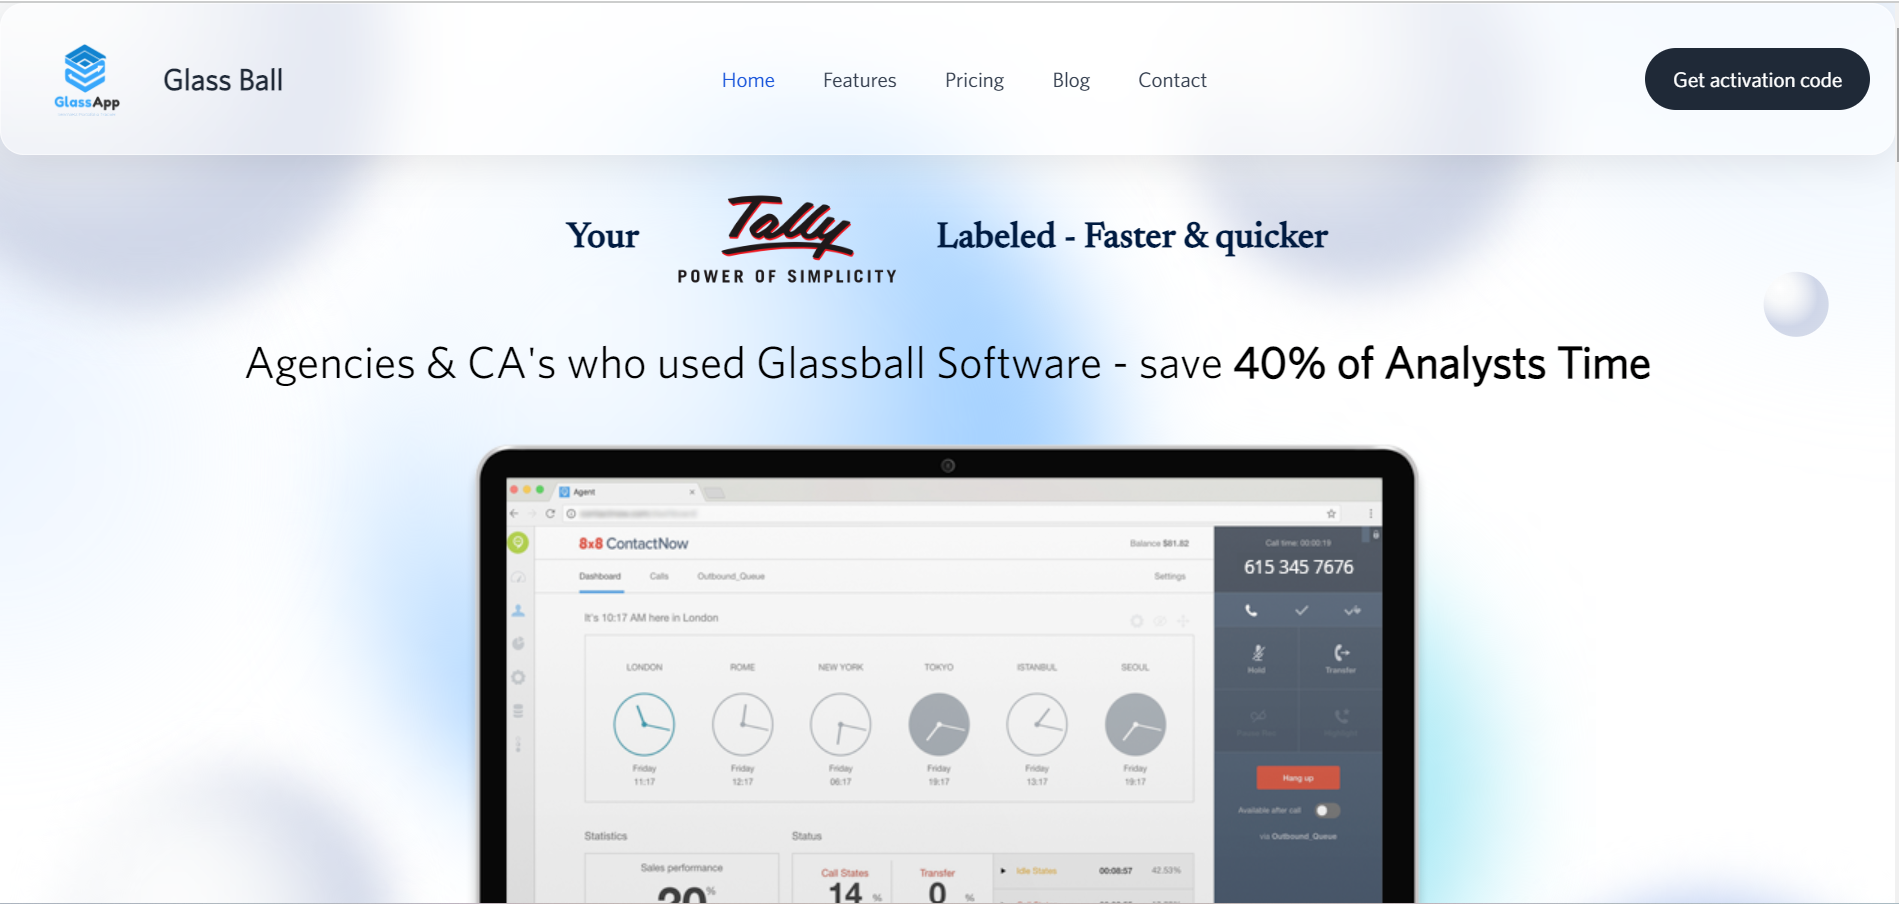 GlassApp
Glass Ball
Home
Features
Pricing
Blog
Contact
Get activation code
Your
Tally
POWER OF SIMPLICITY
Labeled - Faster & quicker
Agencies & CA's who used Glassball Software - save 40% of Analysts Time
Agent
8x8 ContactNow
Balance $81.82
Dashboard
Calls
Outbound_Queue
Settings
It's 10:17 AM here in London
LONDON
ROME
NEW YORK
TOKYO
ISTANBUL
SEOUL
Friday
Friday
Friday
Friday
Friday
Friday
11:17
12:17
06:17
19:17
13:17
19:17
Statistics
Status
Sales performance
%
Call States
14 %
Transfer
0 %
Idle States
00:08:57
42.53%
Call time: 00:00:19
615 345 7676
Hold
Transfer
Hang up
Available after call
via Outbound_Queue